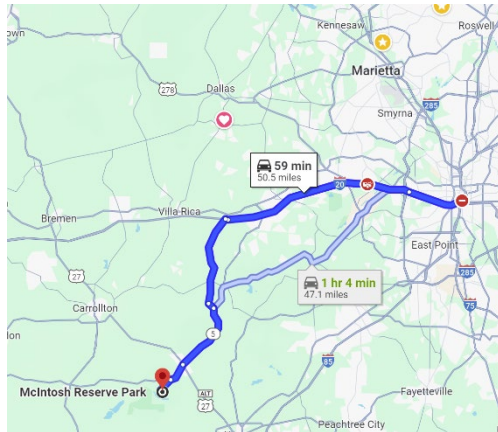 Kennesaw
Roswell
Marietta
Dallas
278
285
Smyrna
59 min
50.5 miles
20
Bremen
Villa Rica
East Point
27
1 hr 4 min
47.1 miles
285
75
Carrollton
5
85
McIntosh Reserve Park
ALT
27
Fayetteville
Peachtree City